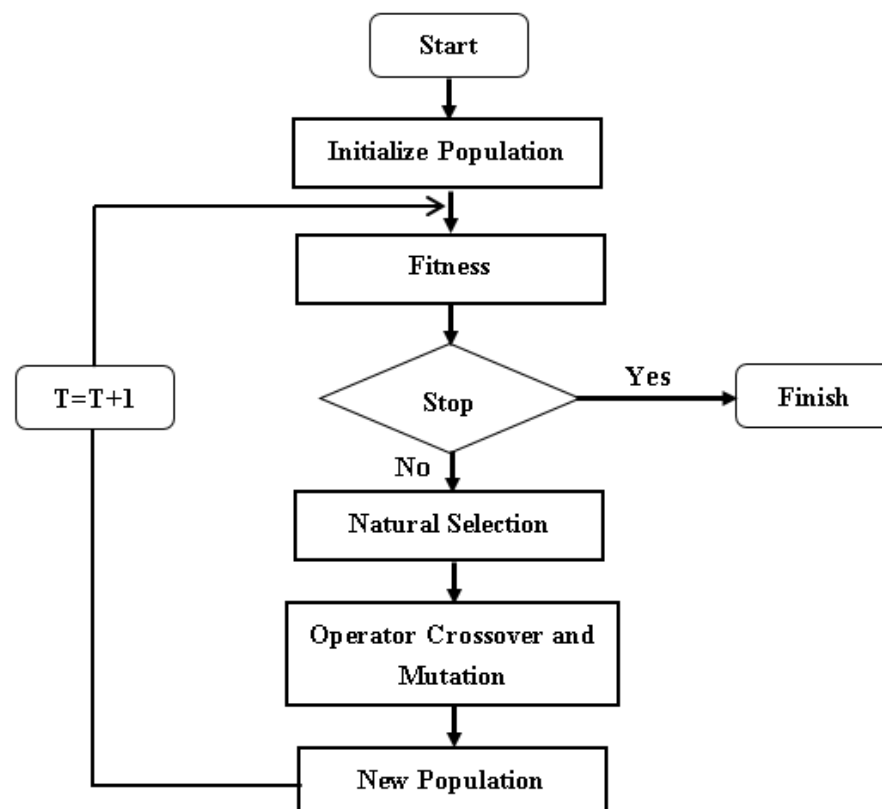 Start
Initialize Population
Fitness
T=T+1
Stop
Yes
Finish
No
Natural Selection
Operator Crossover and
Mutation
New Population